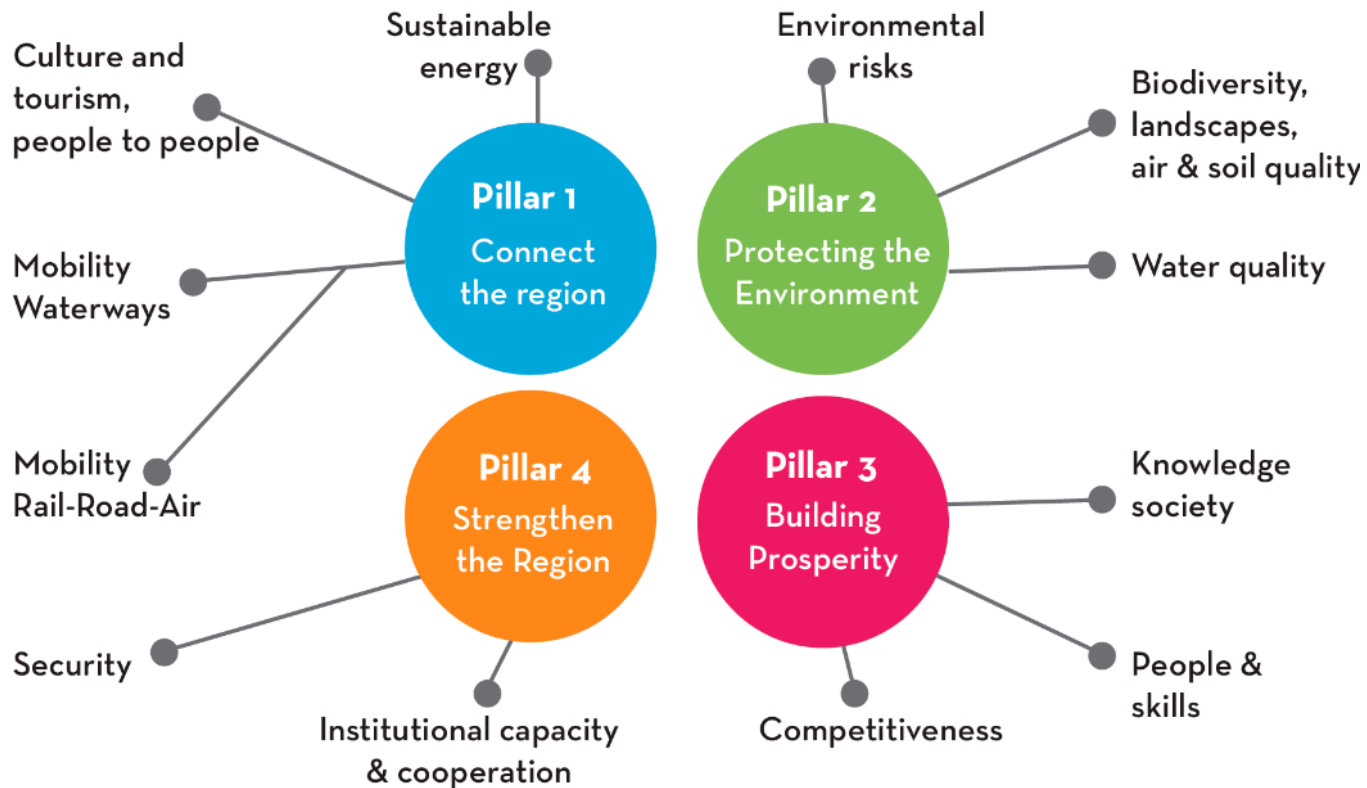 Sustainable
energy
Culture and
tourism,
people to people
Mobility
Waterways
Mobility
Rail-Road-Air
Pillar 1
Connect
the region
Environmental
risks
Biodiversity,
landscapes,
air & soil quality
Water quality
Pillar 2
Protecting the
Environment
Pillar 4
Strengthen
the Region
Security
Institutional capacity
& cooperation
Pillar 3
Building
Prosperity
Knowledge
society
People &
skills
Competitiveness